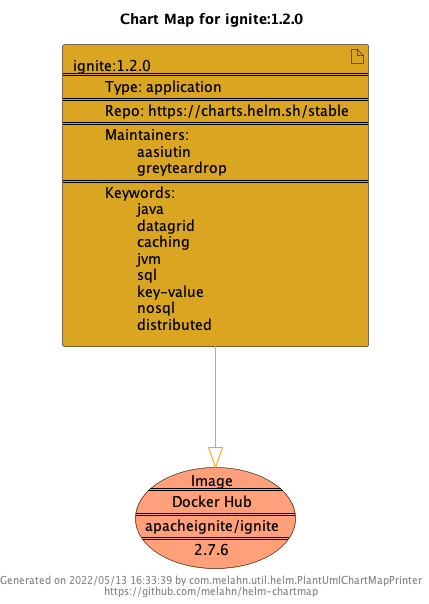 Chart Map for ignite:1.2.0
ignite:1.2.0
Type: application
Repo: https://charts.helm.sh/stable
Maintainers:
aasiutin
greyteardrop
Keywords:
java
datagrid
caching
jvm
sql
key-value
nosql
distributed
Image
Docker Hub
apacheignite/ignite
2.7.6
Generated on 2022/05/13 16:33:39 by com.melahn.util.helm.PlantUmlChartMapPrinter
https://github.com/melahn/helm-chartmap